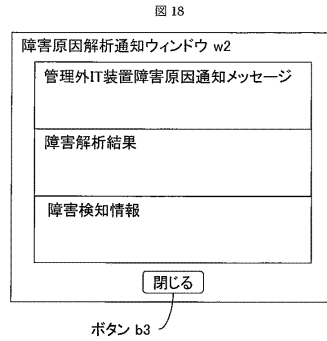 図 18
障害原因解析通知ウィンドウ w2
管理外IT装置障害原因通知メッセージ
障害解析結果
障害検知情報
閉じる
ボタン b3